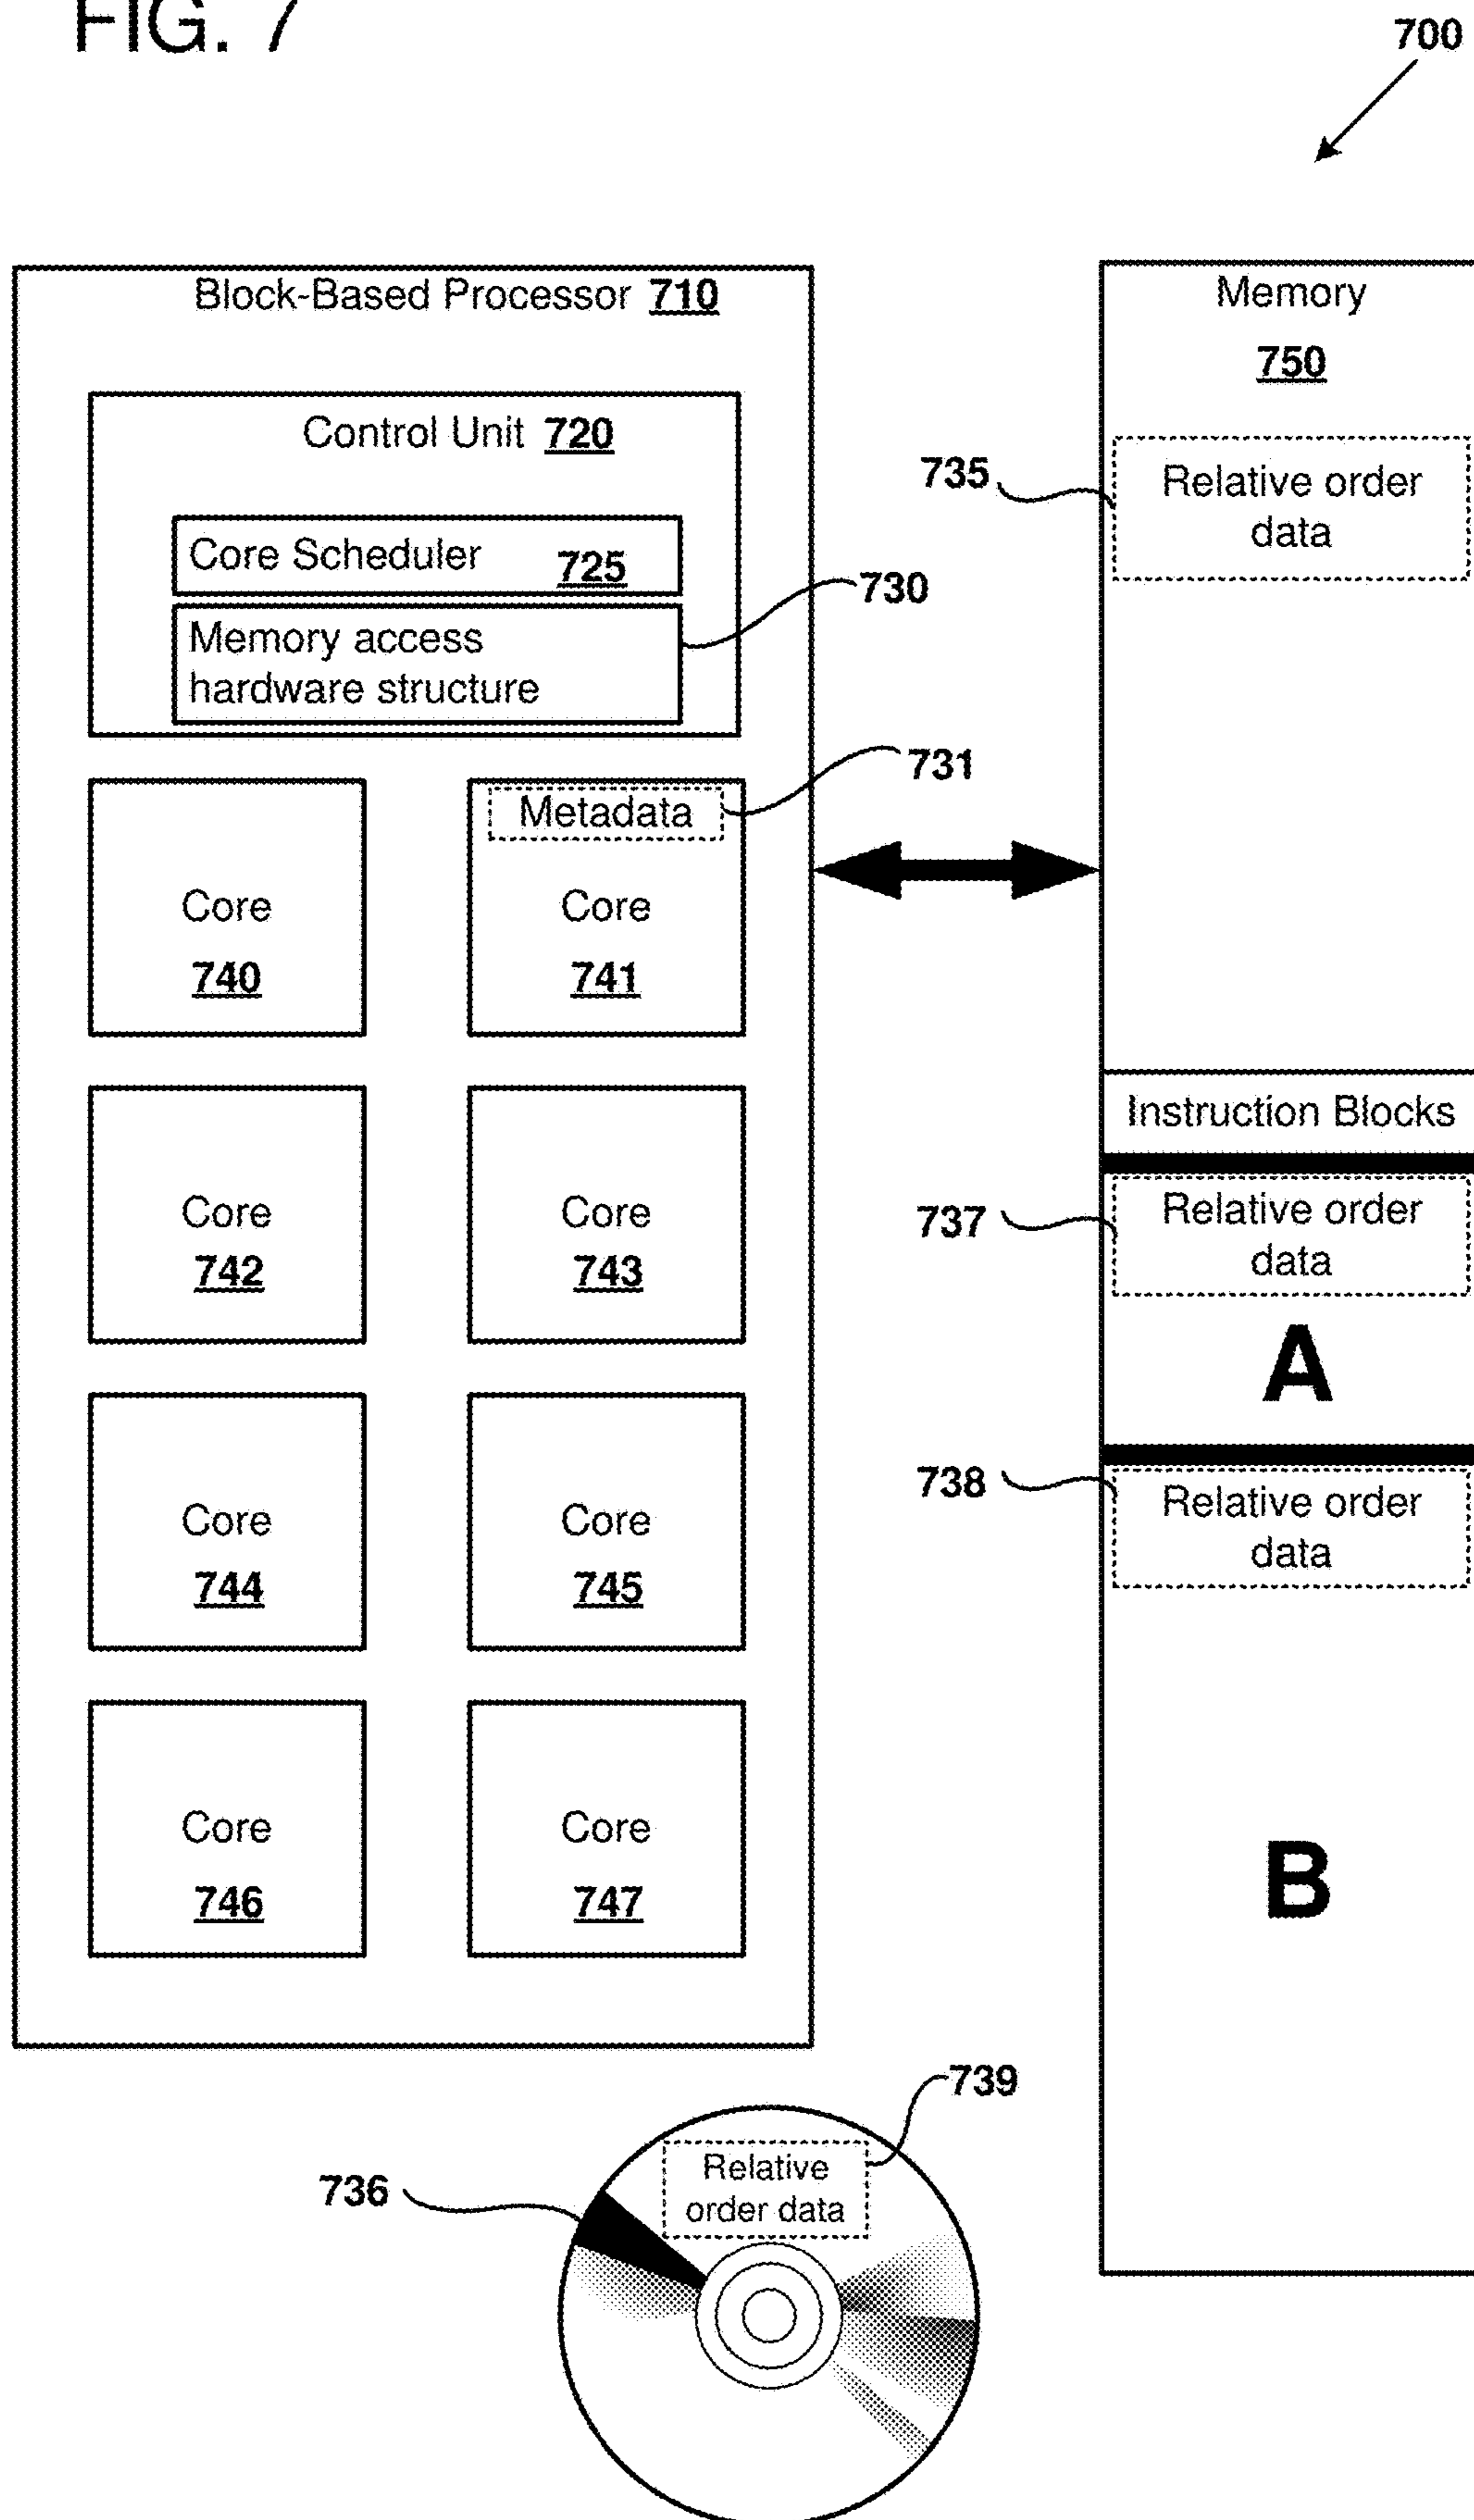 FIG. 7
700
Block-Based Processor 710
Control Unit 720
Core Scheduler 725
Memory access
hardware structure
730
731
Metadata
Core
740
Core
741
Core
742
Core
743
Core
744
Core
745
Core
746
Core
747
Memory
750
735
Relative order
data
Instruction Blocks
737
Relative order
data
A
738
Relative order
data
B
739
736
Relative
order data